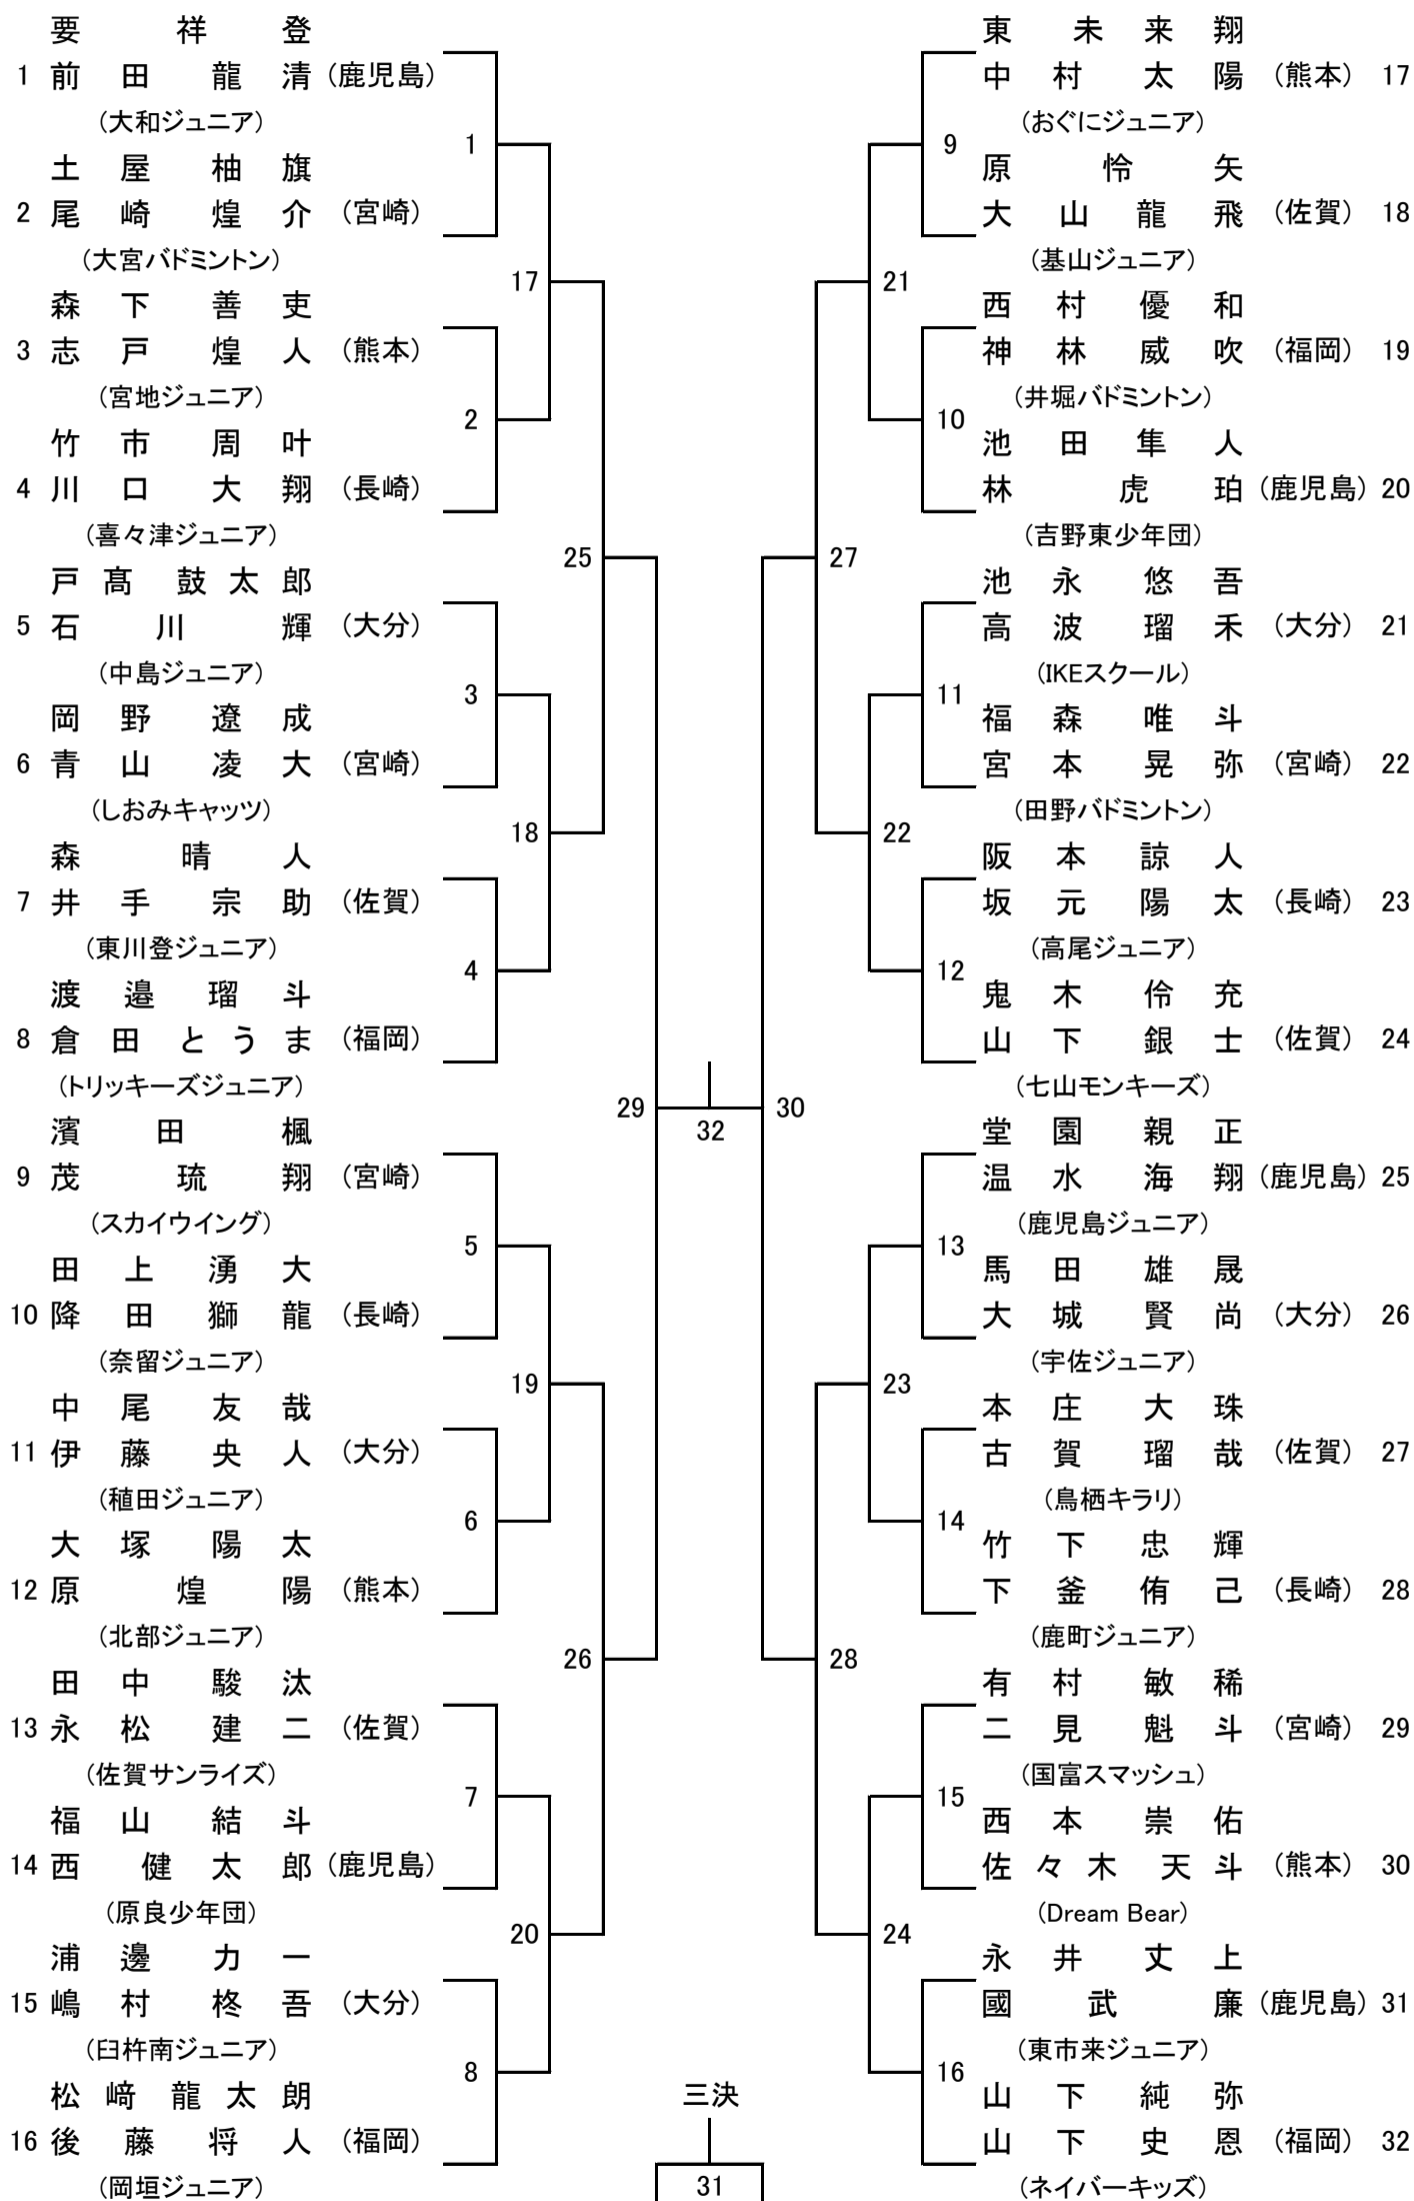 要祥登
1 前田龍清 (鹿児島)
(大和ジュニア)
土屋柚旗
2 尾崎煌介 (宮崎)
(大宮バドミントン)
森下善吏
3 志戸煌人 (熊本)
(宮地ジュニア)
竹市周叶
4 川口大翔 (長崎)
(喜々津ジュニア)
戸髙鼓太郎
5 石川輝 (大分)
(中島ジュニア)
岡野遼成
6 青山凌大 (宮崎)
(しおみキャッツ)
森晴人
7 井手宗助 (佐賀)
(東川登ジュニア)
渡邉瑠斗
8 倉田とうま (福岡)
(トリッキーズジュニア)
濱田楓
9 茂琉翔 (宮崎)
(スカイウイング)
田上湧大
10 降田獅龍 (長崎)
(奈留ジュニア)
中尾友哉
11 伊藤央人 (大分)
(稙田ジュニア)
大塚陽太
12 原煌陽 (熊本)
(北部ジュニア)
田中駿汰
13 永松建二 (佐賀)
(佐賀サンライズ)
福山結斗
14 西健太郎 (鹿児島)
(原良少年団)
浦邊力一
15 嶋村柊吾 (大分)
(臼杵南ジュニア)
松﨑龍太朗
16 後藤将人 (福岡)
(岡垣ジュニア)
1
2
3
4
5
6
7
8
17
18
19
20
25
26
29
32
三決
31
30
27
28
21
22
23
24
9
10
11
12
13
14
15
16
東未来翔
中村太陽 (熊本) 17
(おぐにジュニア)
原怜矢
大山龍飛 (佐賀) 18
(基山ジュニア)
西村優和
神林威吹 (福岡) 19
(井堀バドミントン)
池田隼人
林虎珀 (鹿児島) 20
(吉野東少年団)
池永悠吾
高波瑠禾 (大分) 21
(IKEスクール)
福森唯斗
宮本晃弥 (宮崎) 22
(田野バドミントン)
阪本諒人
坂元陽太 (長崎) 23
(高尾ジュニア)
鬼木伶充
山下銀士 (佐賀) 24
(七山モンキーズ)
堂園親正
温水海翔 (鹿児島) 25
(鹿児島ジュニア)
馬田雄晟
大城賢尚 (大分) 26
(宇佐ジュニア)
本庄大珠
古賀瑠哉 (佐賀) 27
(鳥栖キラリ)
竹下忠輝
下釜侑己 (長崎) 28
(鹿町ジュニア)
有村敏稀
二見魁斗 (宮崎) 29
(国富スマッシュ)
西本崇佑
佐々木天斗 (熊本) 30
(Dream Bear)
永井丈上
國武廉 (鹿児島) 31
(東市来ジュニア)
山下純弥
山下史恩 (福岡) 32
(ネイバーキッズ)